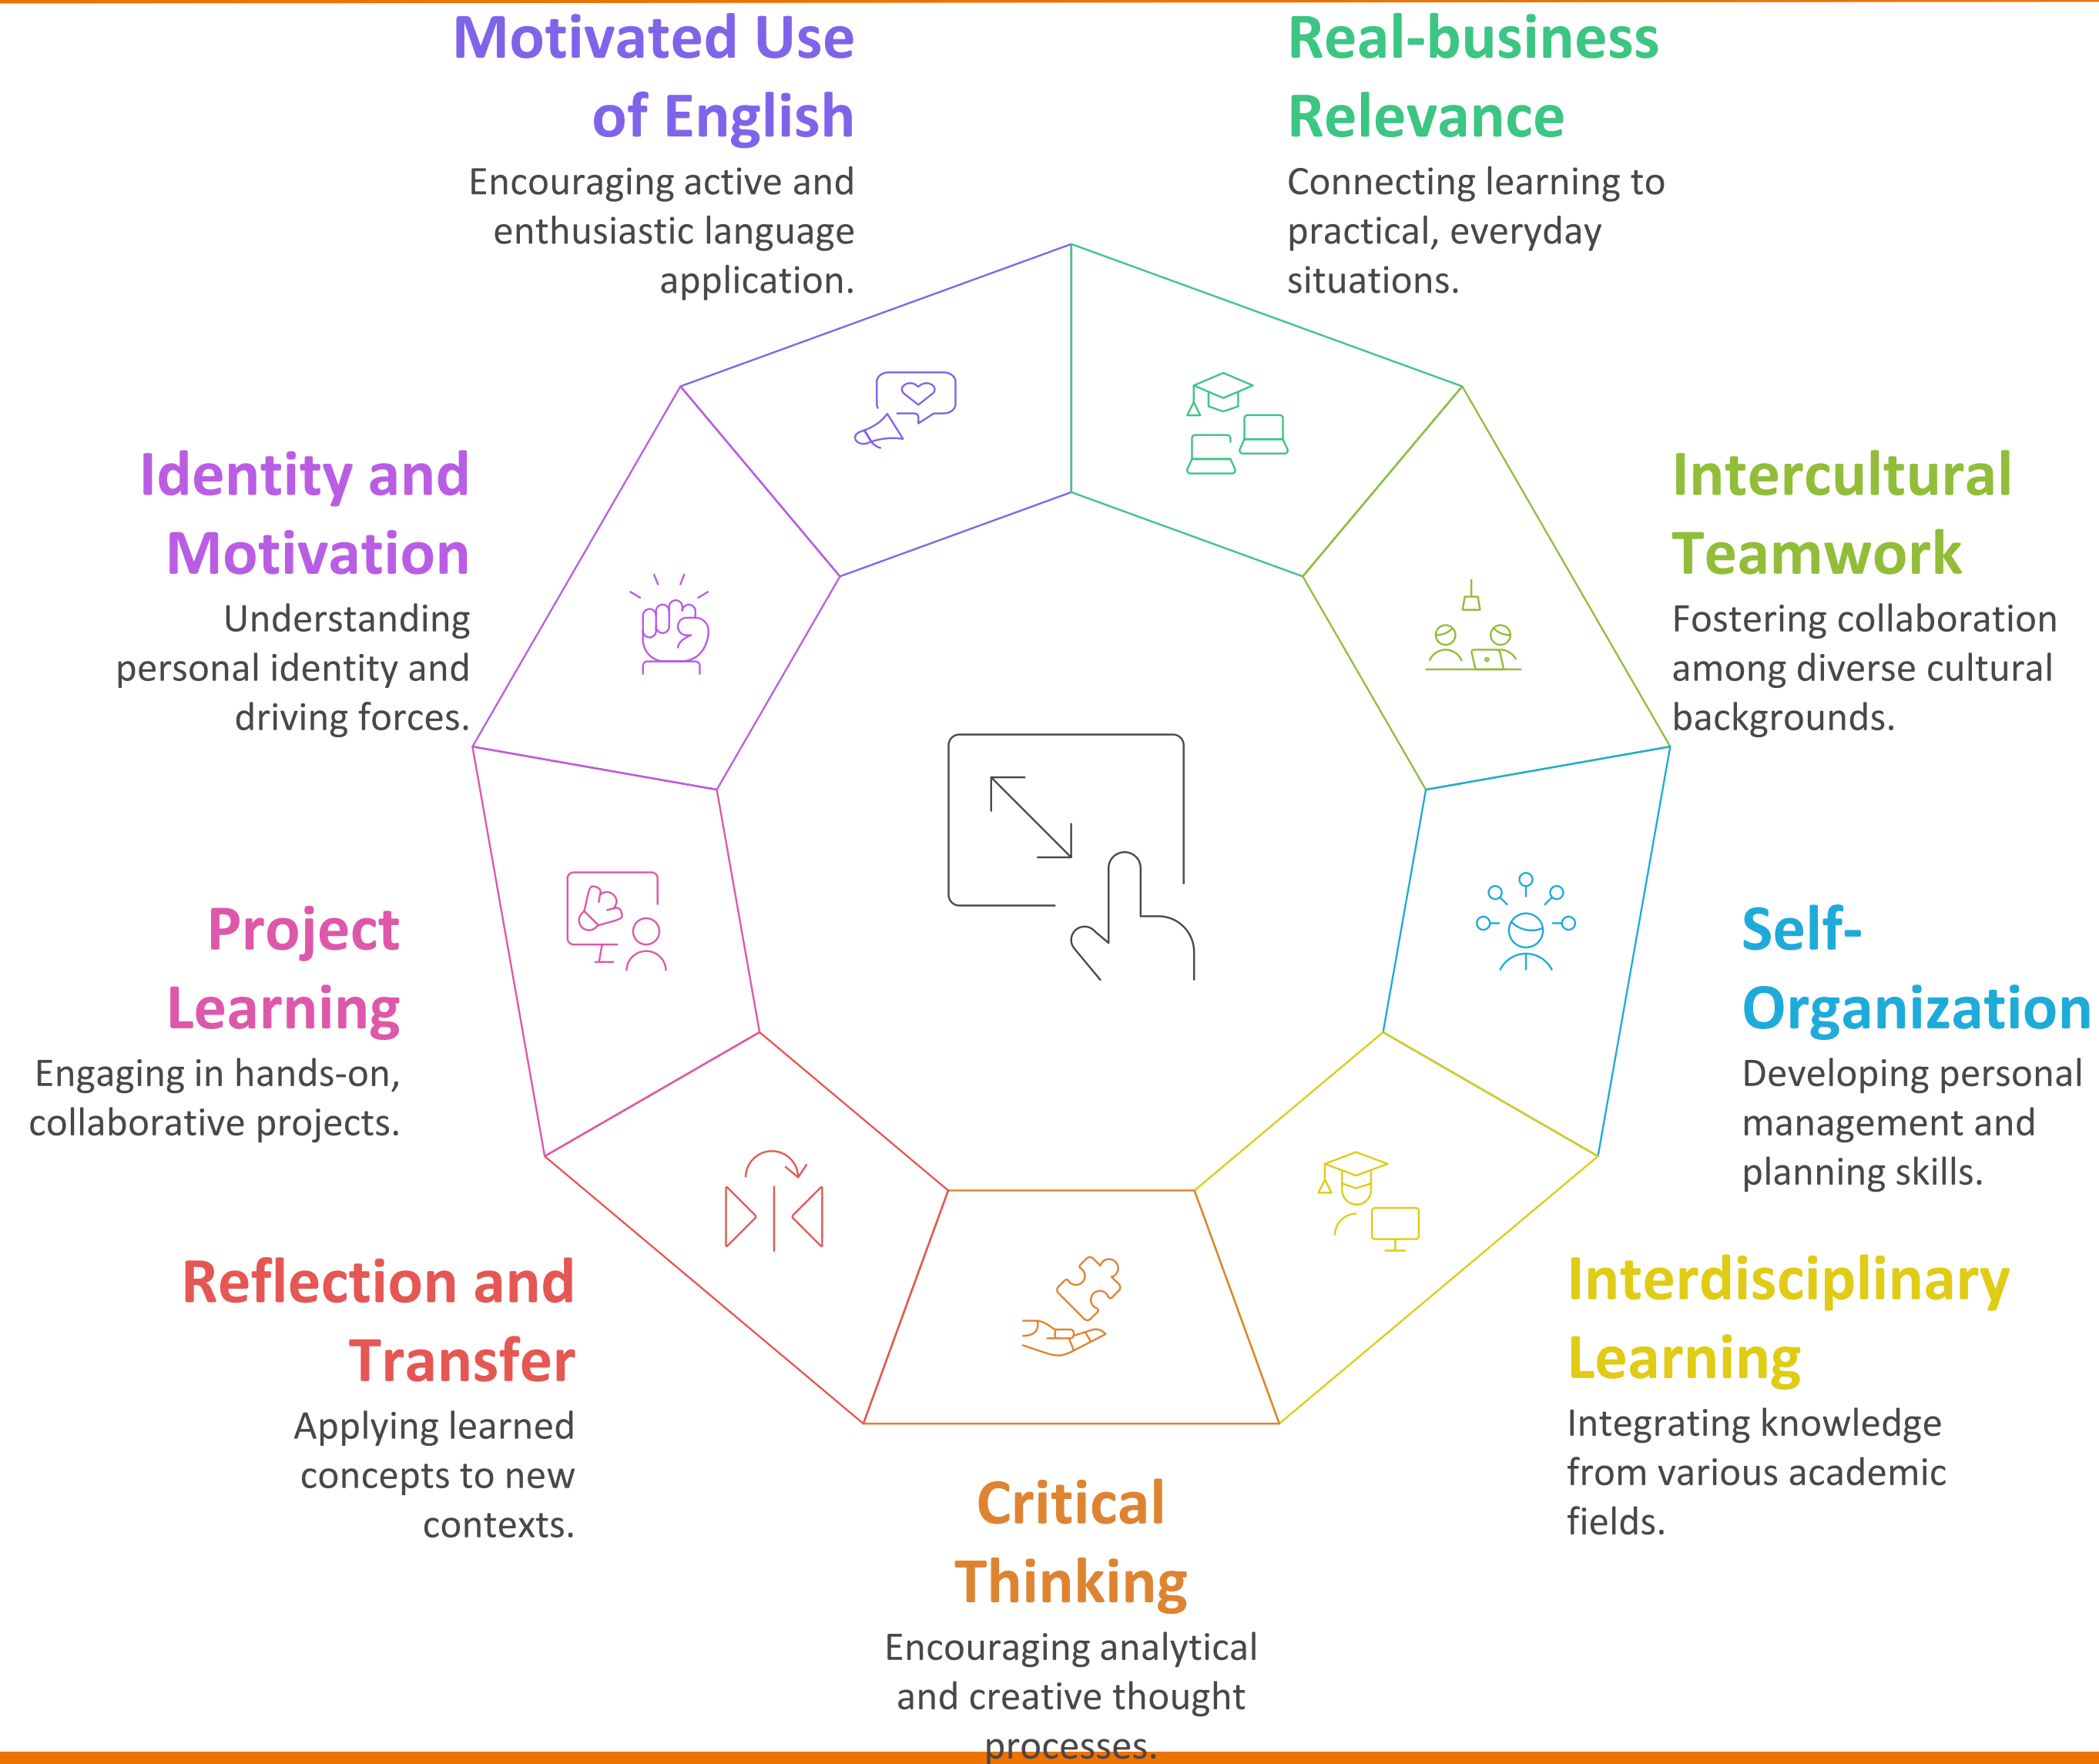 Motivated Use
of English
Encouraging active and
enthusiastic language
application.
Real-business
Relevance
Connecting learning to
practical, everyday
situations.
Identity and
Motivation
Understanding
personal identity and
driving forces.
Intercultural
Teamwork
Fostering collaboration
among diverse cultural
backgrounds.
Project
Learning
Engaging in hands-on,
collaborative projects.
Self-
Organization
Developing personal
management and
planning skills.
Reflection and
Transfer
Applying learned
concepts to new
contexts.
Interdisciplinary
Learning
Integrating knowledge
from various academic
fields.
Critical
Thinking
Encouraging analytical
and creative thought
processes.